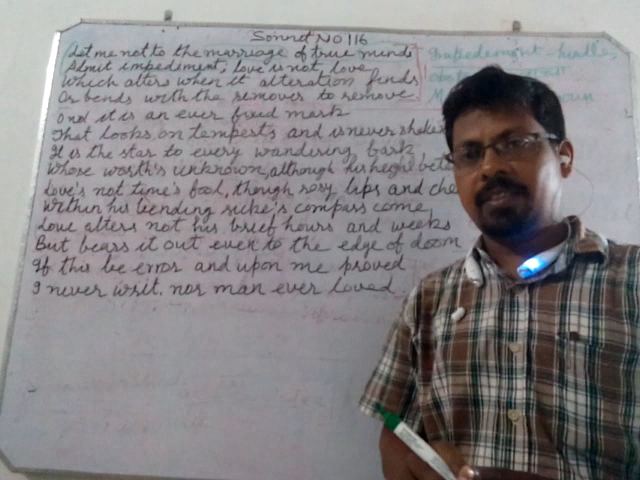 Sonnet No 116
Let me not to the marriage of true minds
Admit impediment, love is not love
Which alters when it alteration finds
Or bends with the remover to remove
O no! it is an ever fixed mark
That looks on tempests and is never shaken
It is the star to every wandering bark
Whose worth's unknown, although his height be
Love's not time's fool, though rosy lips and che
Within his bending sickle's compass come
Love alters not his brief hours and weeks
But bears it out even to the edge of doom
If this be error and upon me proved
I never writ, nor man ever loved.
Impedement - hurdles,